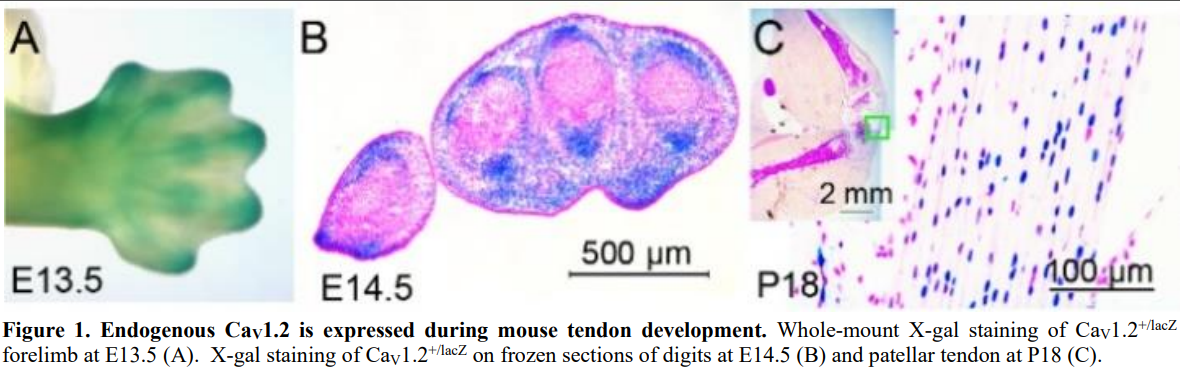 A
B
C
2 mm
500 µm
100 µm
E13.5
E14.5
P18
Figure 1. Endogenous Cav1.2 is expressed during mouse tendon development. Whole-mount X-gal staining of Cav1.2+/lacZ
forelimb at E13.5 (A). X-gal staining of Cav1.2+/lacZ on frozen sections of digits at E14.5 (B) and patellar tendon at P18 (C).